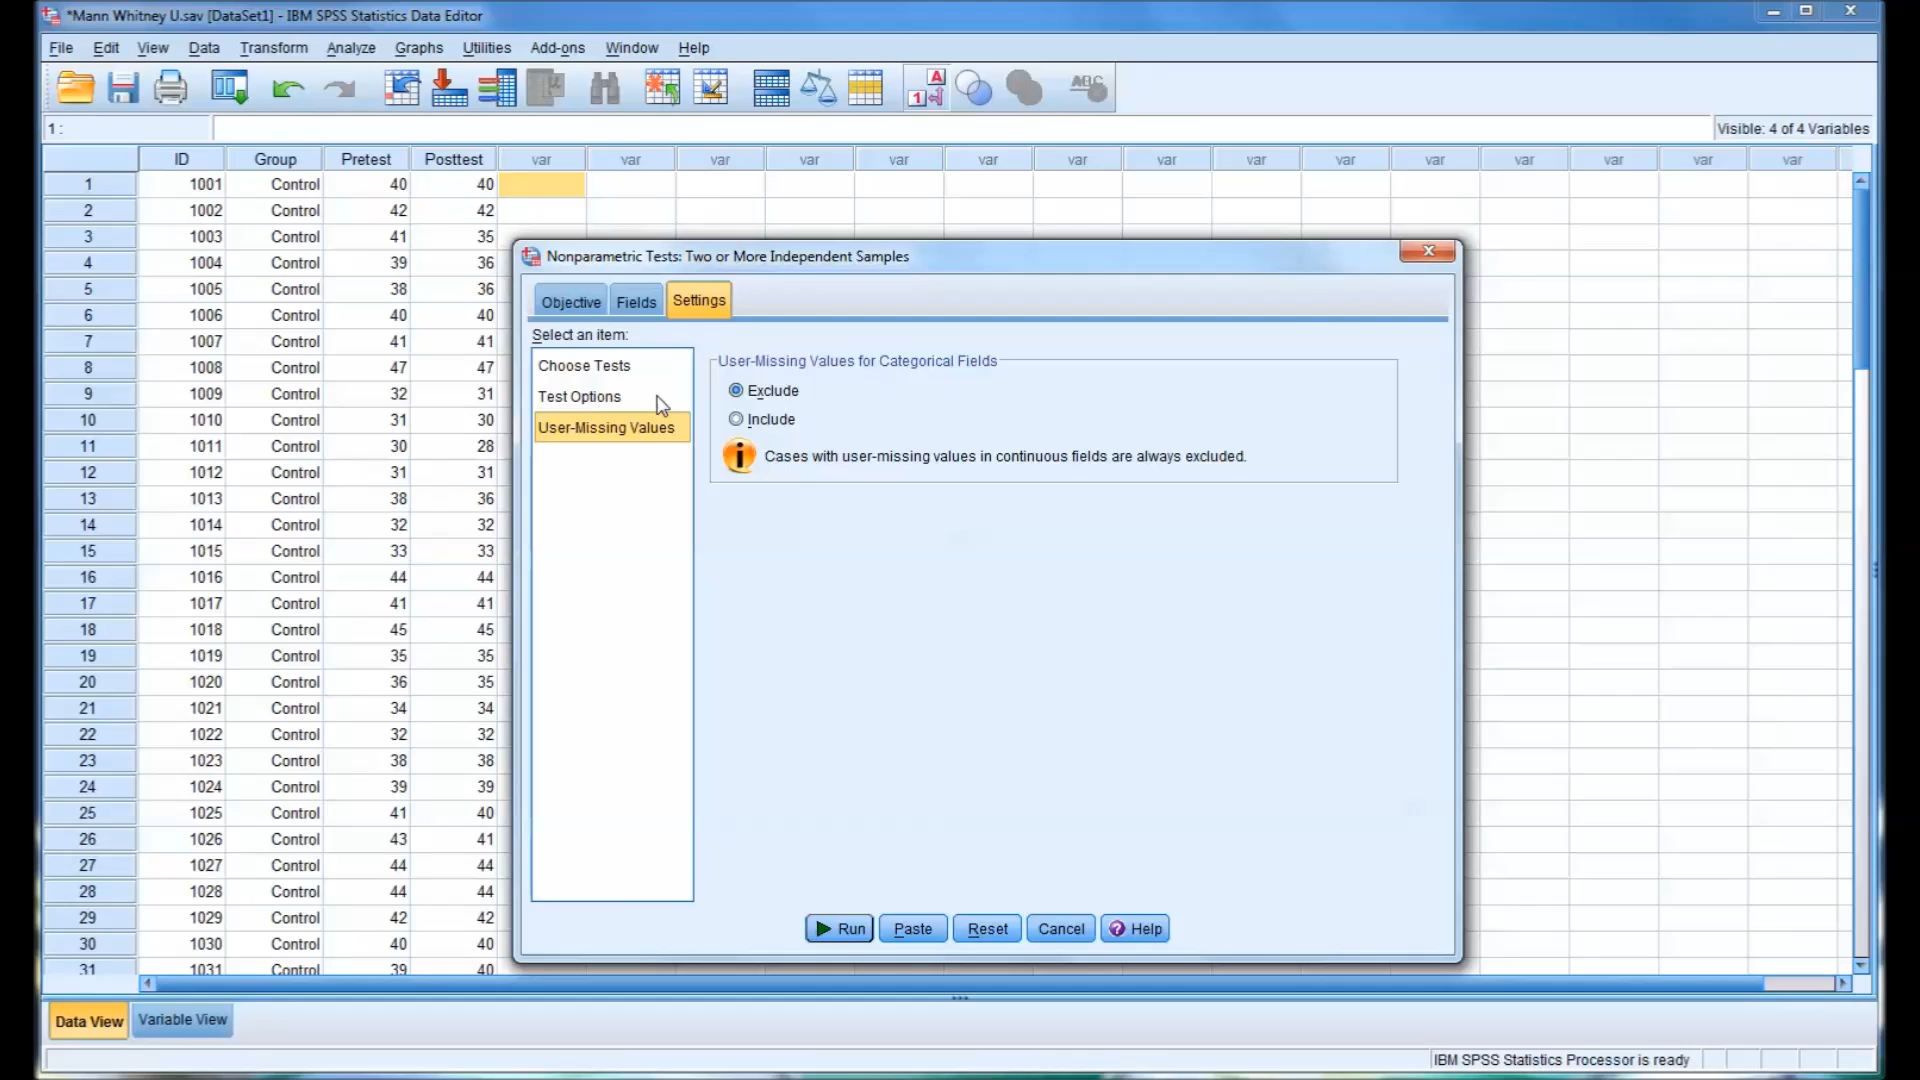 *Mann Whitney U.sav [DataSet1] - IBM SPSS Statistics Data Editor
File Edit View Data Transform Analyze Graphs Utilities Add-ons Window Help
A
1
ABC
1 :
Visible: 4 of 4 Variables
ID Group Pretest Posttest var var var var var var var var var var var var var var var
1 1001 Control 40 40
2 1002 Control 42 42
3 1003 Control 41 35
4 1004 Control 39 36
5 1005 Control 38 36
6 1006 Control 40 40
7 1007 Control 41 41
8 1008 Control 47 47
9 1009 Control 32 31
10 1010 Control 31 30
11 1011 Control 30 28
12 1012 Control 31 31
13 1013 Control 38 36
14 1014 Control 32 32
15 1015 Control 33 33
16 1016 Control 44 44
17 1017 Control 41 41
18 1018 Control 45 45
19 1019 Control 35 35
20 1020 Control 36 35
21 1021 Control 34 34
22 1022 Control 32 32
23 1023 Control 38 38
24 1024 Control 39 39
25 1025 Control 41 40
26 1026 Control 43 41
27 1027 Control 44 44
28 1028 Control 44 44
29 1029 Control 42 42
30 1030 Control 40 40
31 1031 Control 39 40
Nonparametric Tests: Two or More Independent Samples
Objective Fields Settings
Select an item:
Choose Tests
Test Options
User-Missing Values
User-Missing Values for Categorical Fields
Exclude
Include
Cases with user-missing values in continuous fields are always excluded.
Run Paste Reset Cancel Help
Data View Variable View
IBM SPSS Statistics Processor is ready